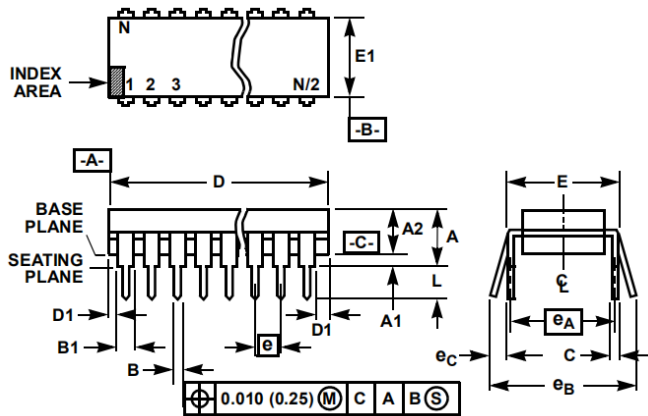 N
E1
INDEX
AREA
1 2 3 N/2
-B-
-A-
D
E
BASE
PLANE
A2
A
-C-
SEATING
PLANE
L
C
L
D1
D1
A1
B1
e
eA
B
eC
C
eB
0.010 (0.25) M C A B S